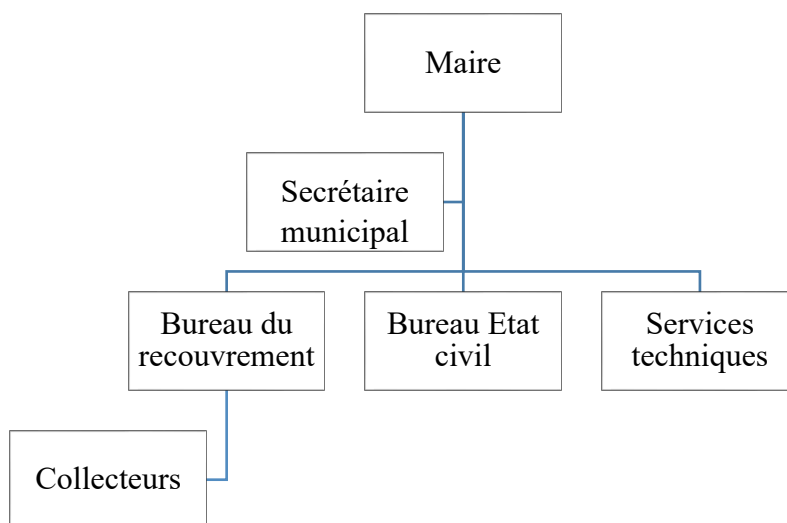 Maire
Secrétaire
municipal
Bureau du
recouvrement
Bureau Etat
civil
Services
techniques
Collecteurs